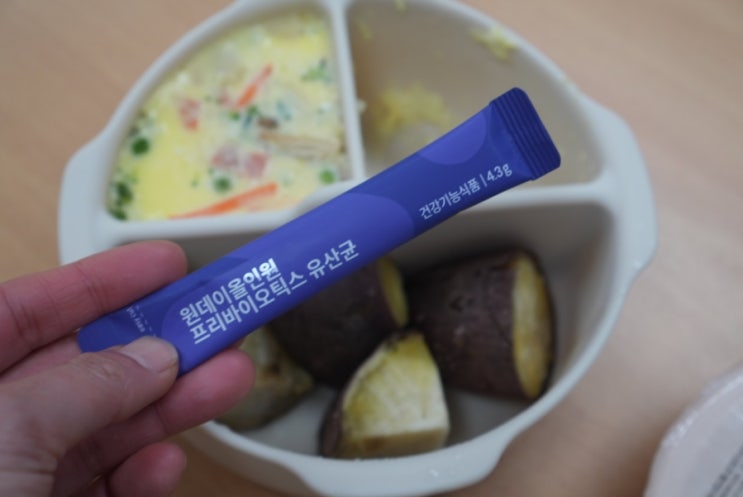 원데이올인원
프리바이오틱스 유산균
건강기능식품 | 4.3g